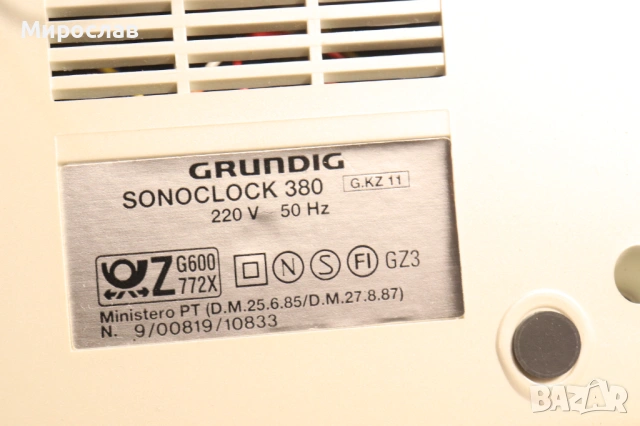 Мирослав
GRUNDIG
SONOCLOCK 380 G.KZ 11
220 V 50 Hz
Z G600 772X N S FI GZ3
Ministero PT (D.M.25.6.85/D.M.27.8.87)
N. 9/00819/10833
BAZAR